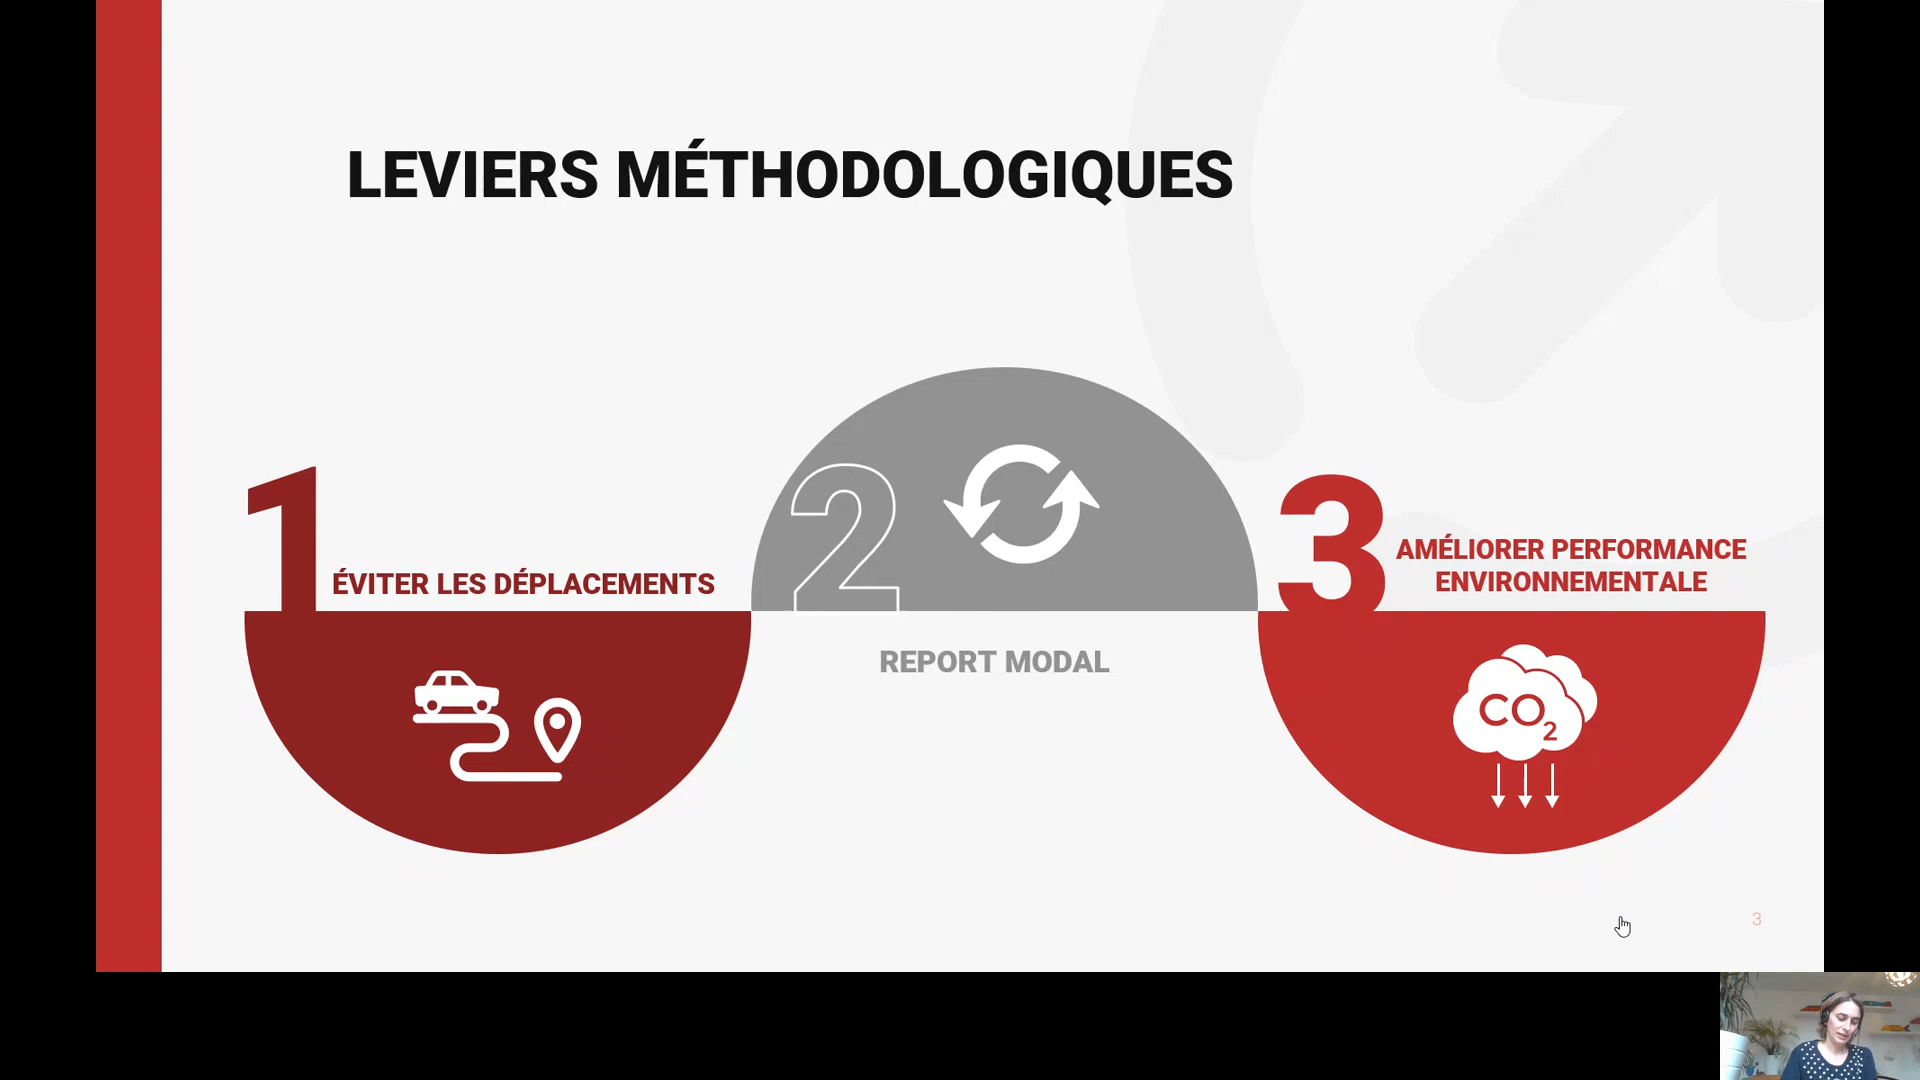 LEVIERS MÉTHODOLOGIQUES
1
ÉVITER LES DÉPLACEMENTS
2
REPORT MODAL
3
AMÉLIORER PERFORMANCE
ENVIRONNEMENTALE
CO2
3